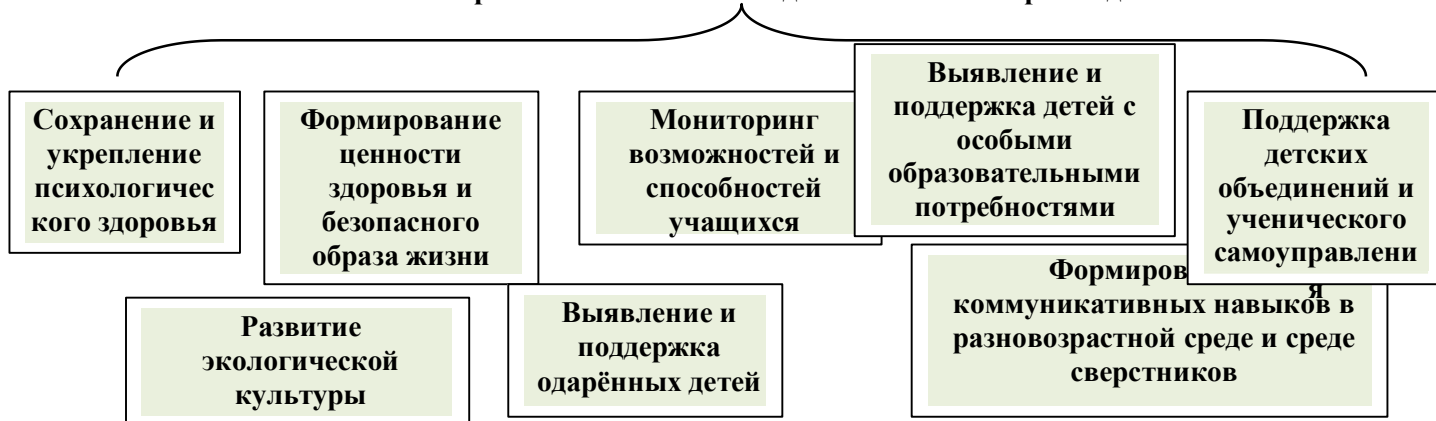 Сохранение и
укрепление
психологичес
кого здоровья
Формирование
ценности
здоровья и
безопасного
образа жизни
Мониторинг
возможностей и
способностей
учащихся
Выявление и
поддержка детей с
особыми
образовательными
потребностями
Поддержка
детских
объединений и
ученического
самоуправлени
я
Развитие
экологической
культуры
Выявление и
поддержка
одарённых детей
коммуникативных навыков в
разновозрастной среде и среде
сверстников